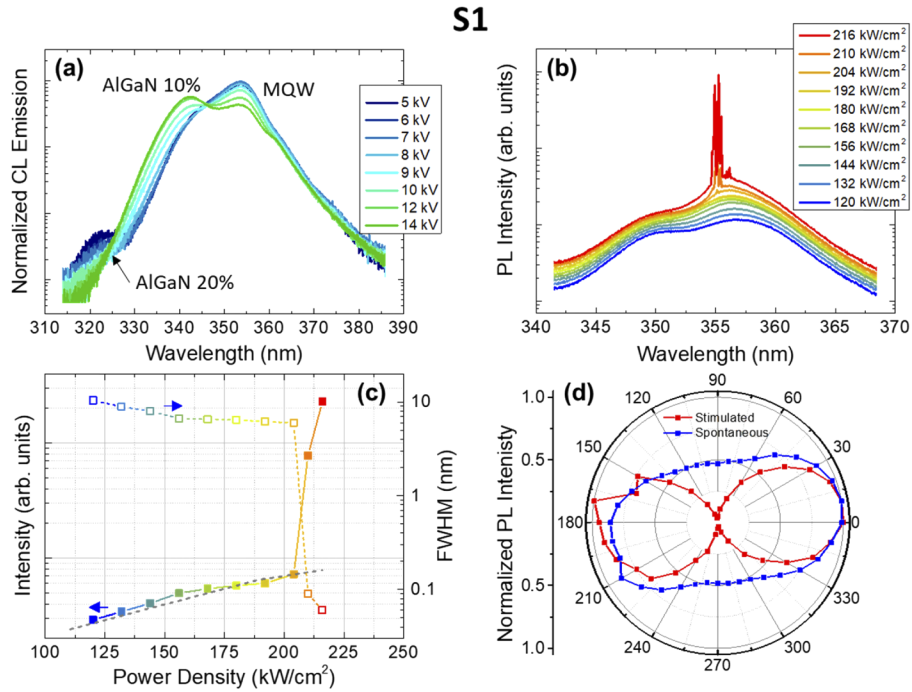 S1
(a)
AlGaN 10%
MQW
AlGaN 20%
5 kV
6 kV
7 kV
8 kV
9 kV
10 kV
12 kV
14 kV
Normalized CL Emission
310 320 330 340 350 360 370 380 390
Wavelength (nm)
(b)
216 kW/cm²
210 kW/cm²
204 kW/cm²
192 kW/cm²
180 kW/cm²
168 kW/cm²
156 kW/cm²
144 kW/cm²
132 kW/cm²
120 kW/cm²
PL Intensity (arb. units)
340 345 350 355 360 365 370
Wavelength (nm)
(c)
Intensity (arb. units)
10
1
0.1
FWHM (nm)
100 125 150 175 200 225 250
Power Density (kW/cm²)
(d)
Stimulated
Spontaneous
Normalized PL Intenisty
1.0
0.5
0.5
1.0
90
120 60
150 30
180 0
210 330
240 300
270